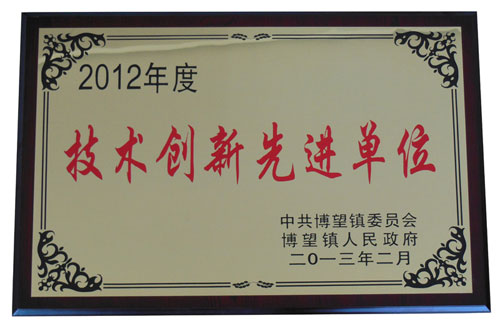 2012年度
技术创新先进单位
中共博望镇委员会
博望镇人民政府
二0一三年二月